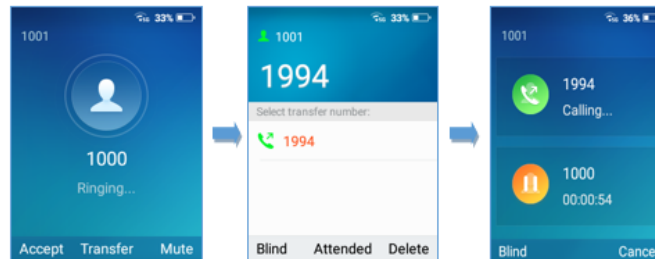 33%
1001
1000
Ringing...
Accept Transfer Mute
33%
1001
1994
Select transfer number:
1994
Blind Attended Delete
36%
1001
1994
Calling...
1000
00:00:54
Blind Cance